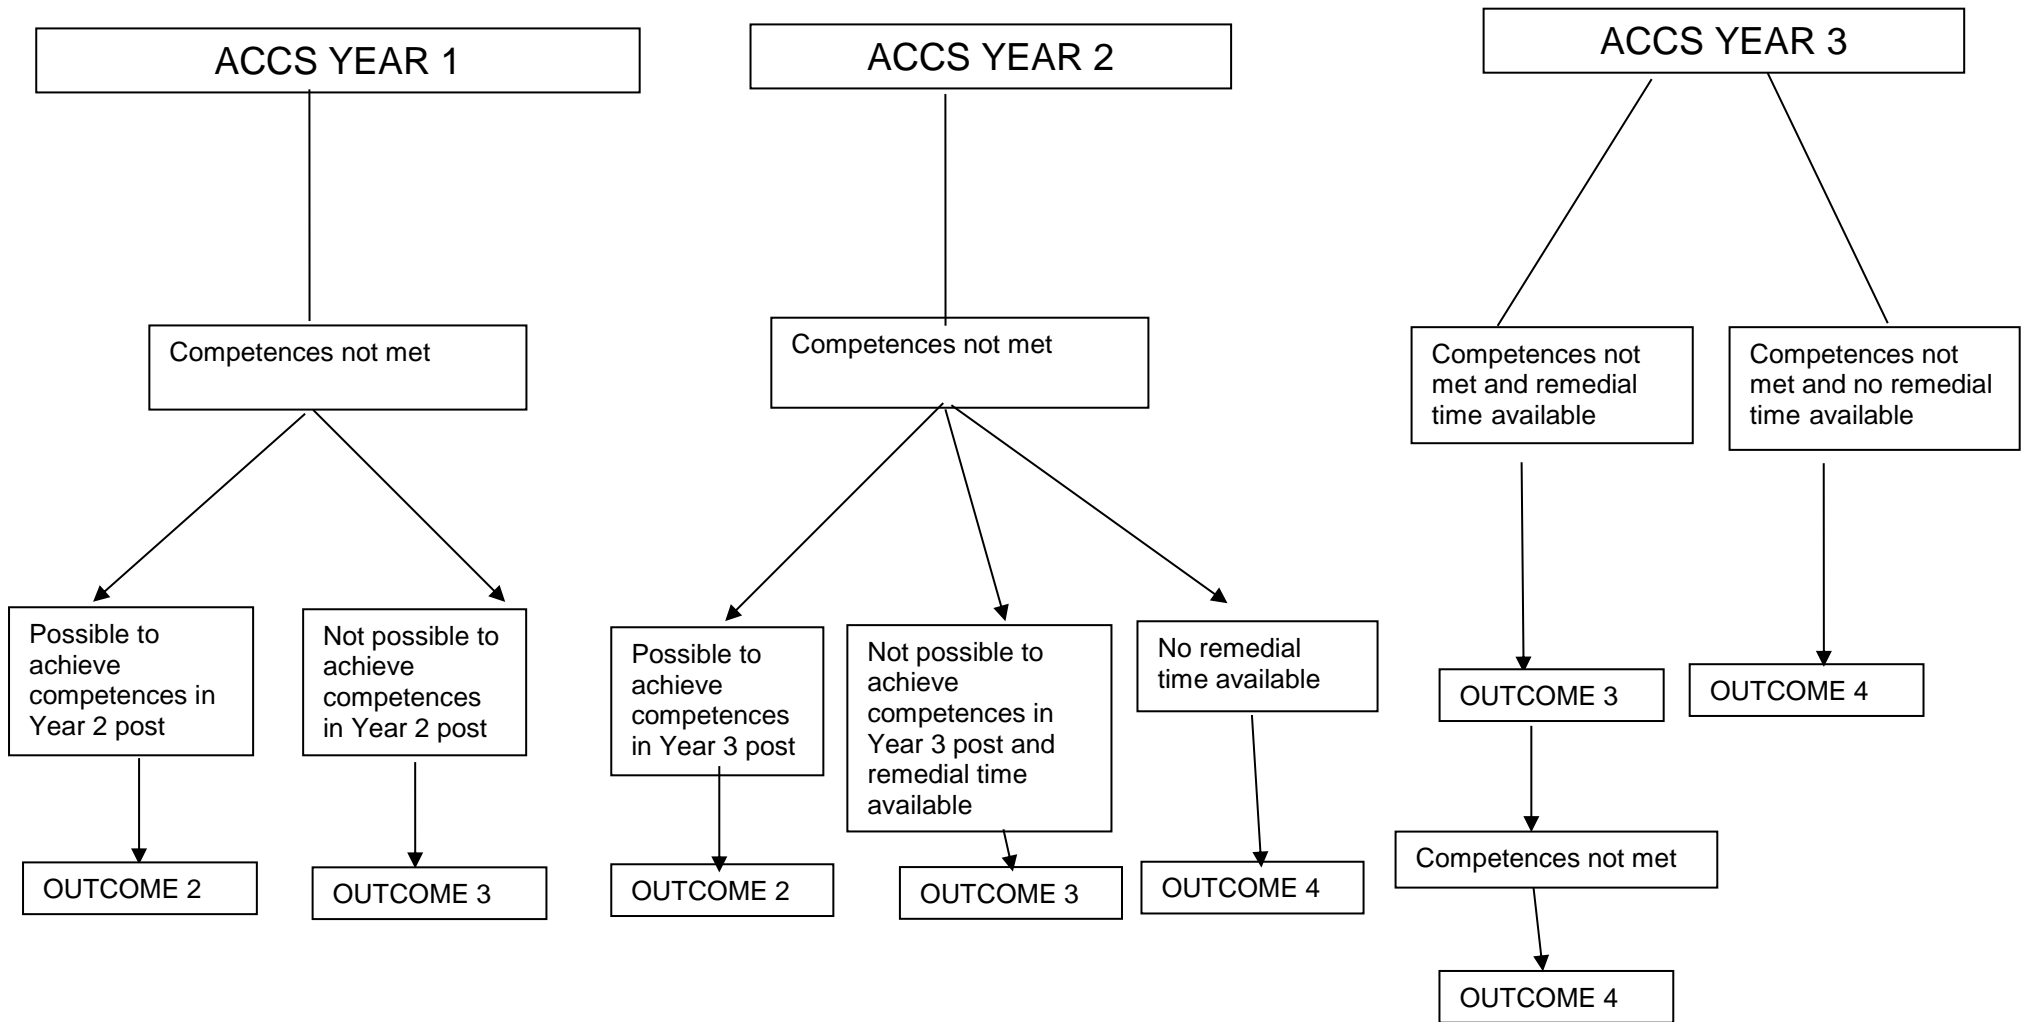 ACCS YEAR 1
Competences not met
Possible to
achieve
competences in
Year 2 post
Not possible to
achieve
competences
in Year 2 post
OUTCOME 2
OUTCOME 3
ACCS YEAR 2
Competences not met
Possible to
achieve
competences
in Year 3 post
Not possible to
achieve
competences in
Year 3 post and
remedial time
available
No remedial
time available
OUTCOME 2
OUTCOME 3
OUTCOME 4
ACCS YEAR 3
Competences not
met and remedial
time available
Competences not
met and no remedial
time available
OUTCOME 3
OUTCOME 4
Competences not met
OUTCOME 4